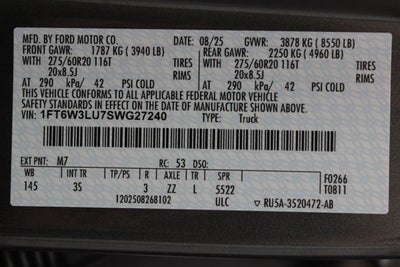 MFD. BY FORD MOTOR CO. 08/25 GVWR: 3878 KG ( 8550 LB)
FRONT GAWR: 1787 KG ( 3940 LB) REAR GAWR: 2250 KG ( 4960 LB)
WITH 275/60R20 116T TIRES WITH 275/60R20 116T TIRES
20x8.5J RIMS 20x8.5J RIMS
AT 290 kPa/ 42 PSI COLD AT 290 kPa/ 42 PSI COLD
THIS VEHICLE CONFORMS TO ALL APPLICABLE FEDERAL MOTOR VEHICLE
SAFETY STANDARDS IN EFFECT ON THE DATE OF MANUFACTURE SHOWN ABOVE.
VIN: 1FT6W3LU7SWG27240 TYPE: Truck
EXT PNT: M7 RC: 53 DSO: F0266
WB INT TR TP/PS R AXLE TR SPR T0811
145 3S 3 ZZ L 5522
1202508268102 ULC RU5A-3520472-AB